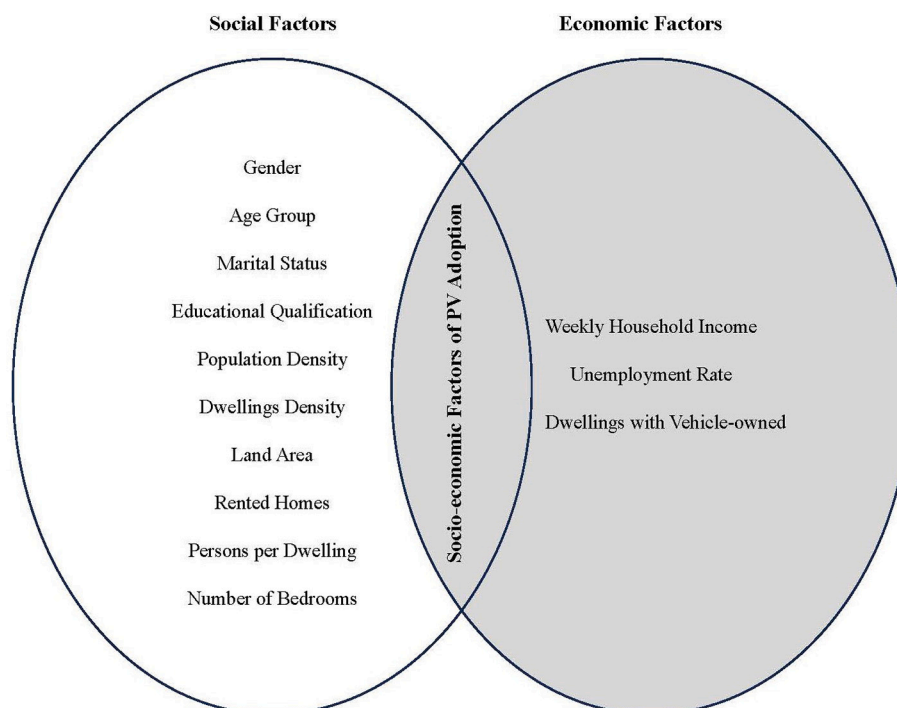 Social Factors
Economic Factors
Gender
Age Group
Marital Status
Educational Qualification
Population Density
Dwellings Density
Land Area
Rented Homes
Persons per Dwelling
Number of Bedrooms
Socio-economic Factors of PV Adoption
Weekly Household Income
Unemployment Rate
Dwellings with Vehicle-owned